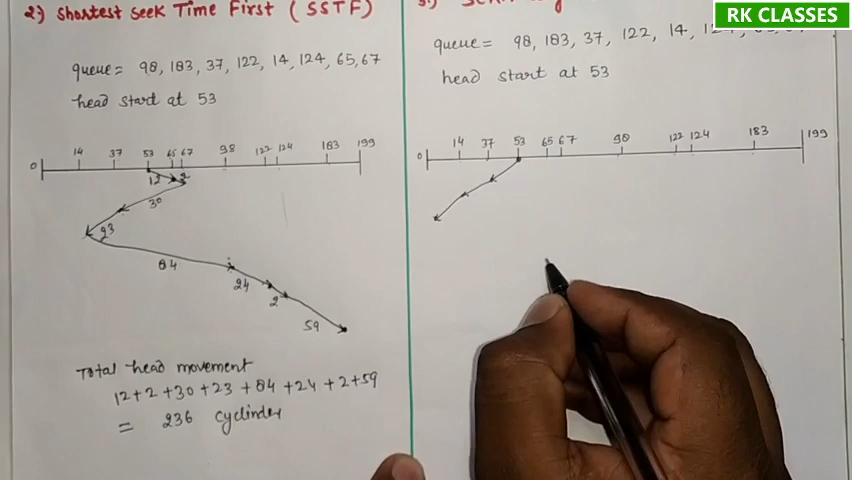 RK CLASSES
2) Shortest Seek Time First ( SSTF )
queue = 98, 183, 37, 122, 14, 124, 65, 67
head start at 53
0 14 37 53 65 67 98 122 124 183 199
12 2
30
23
84
24
2
59
Total head movement
12+2+30+23+84+24+2+59
= 236 cyclinder
3.)
queue = 98, 183, 37, 122, 14,
head start at 53
0 14 37 53 65 67 98 122 124 183 199